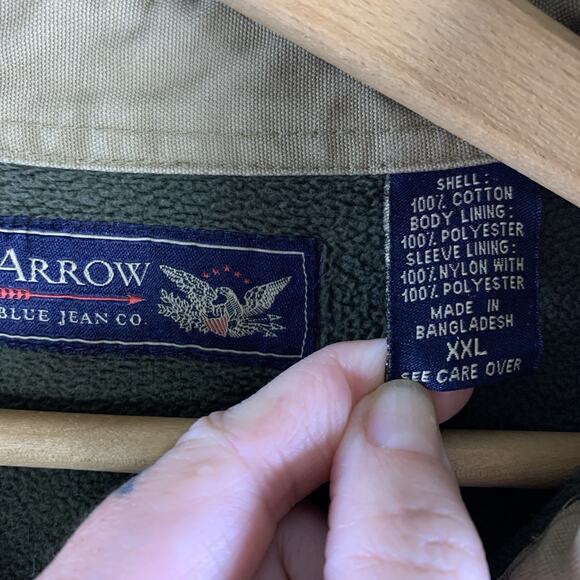 ARROW
BLUE JEAN CO.
SHELL:
100% COTTON
BODY LINING:
100% POLYESTER
SLEEVE LINING:
100% NYLON WITH
100% POLYESTER
MADE IN
BANGLADESH
XXL
SEE CARE OVER